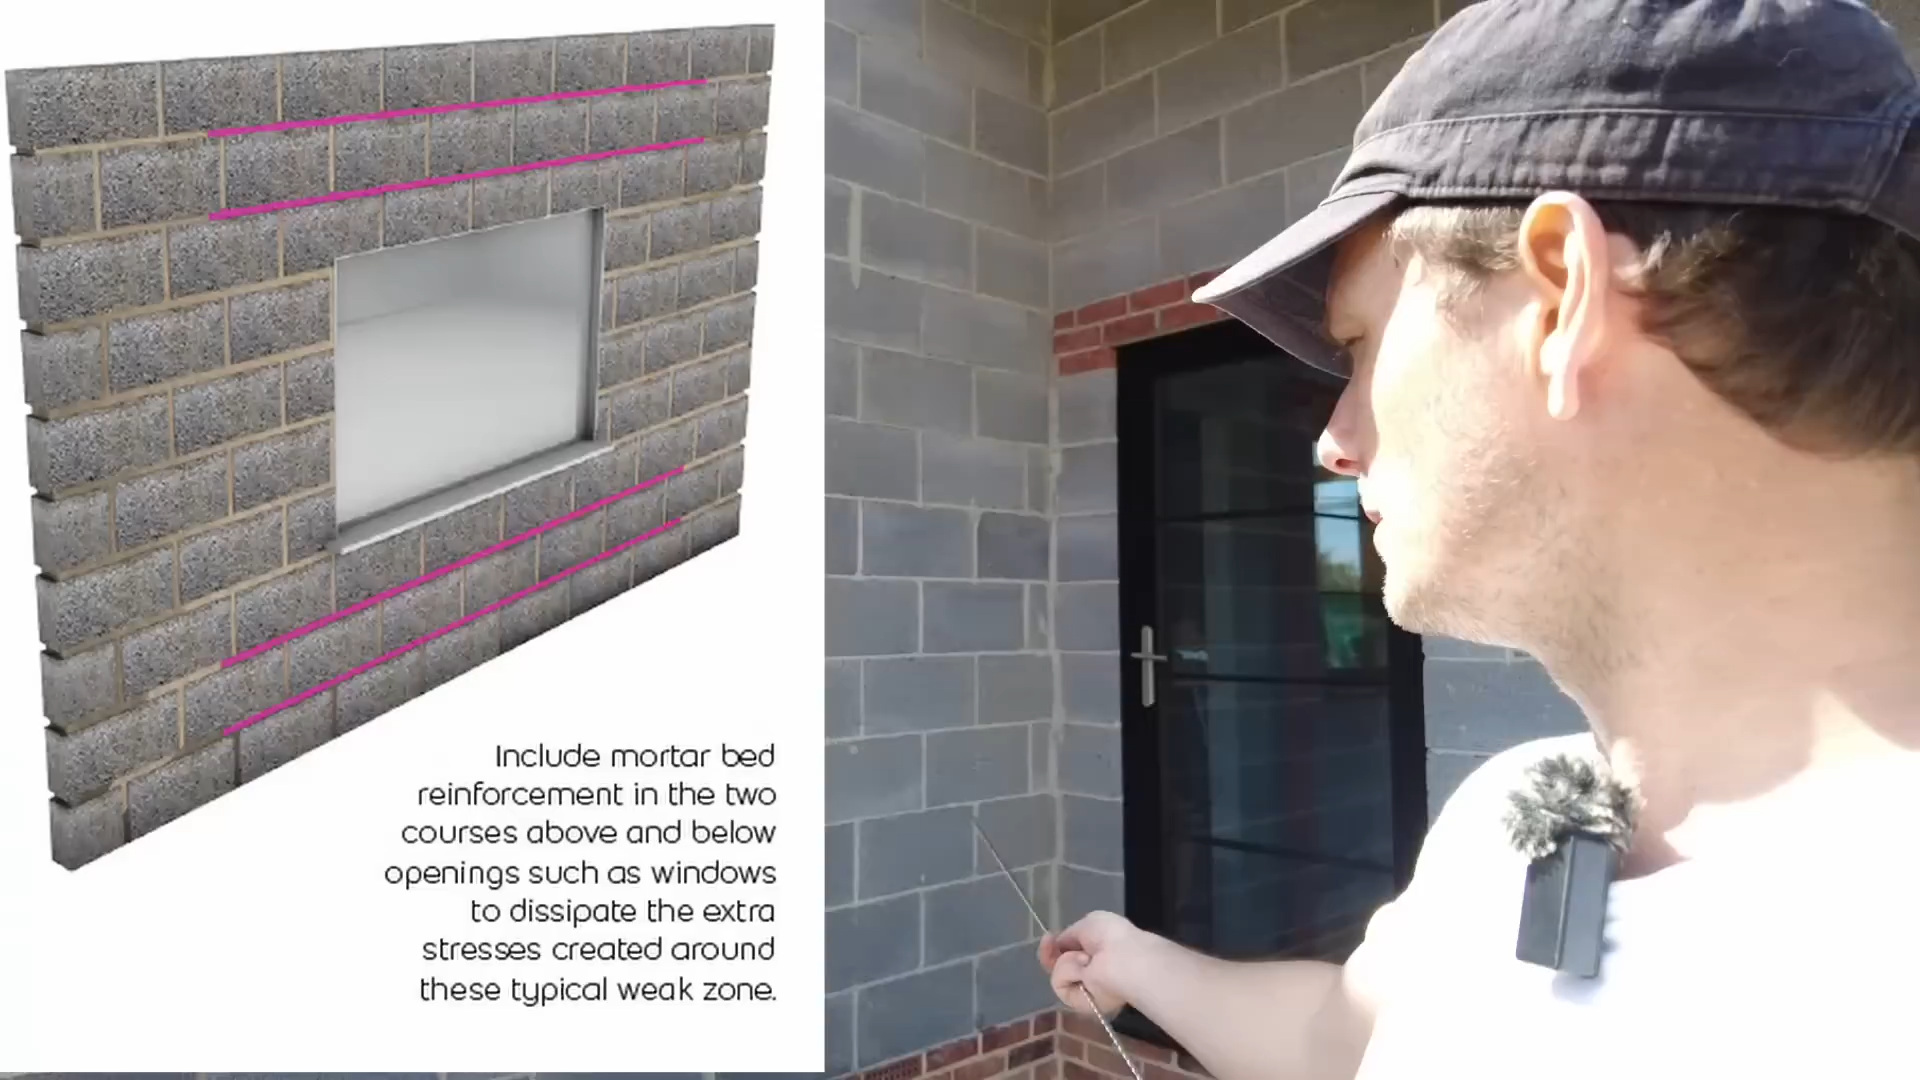 Include mortar bed
reinforcement in the two
courses above and below
openings such as windows
to dissipate the extra
stresses created around
these typical weak zone.